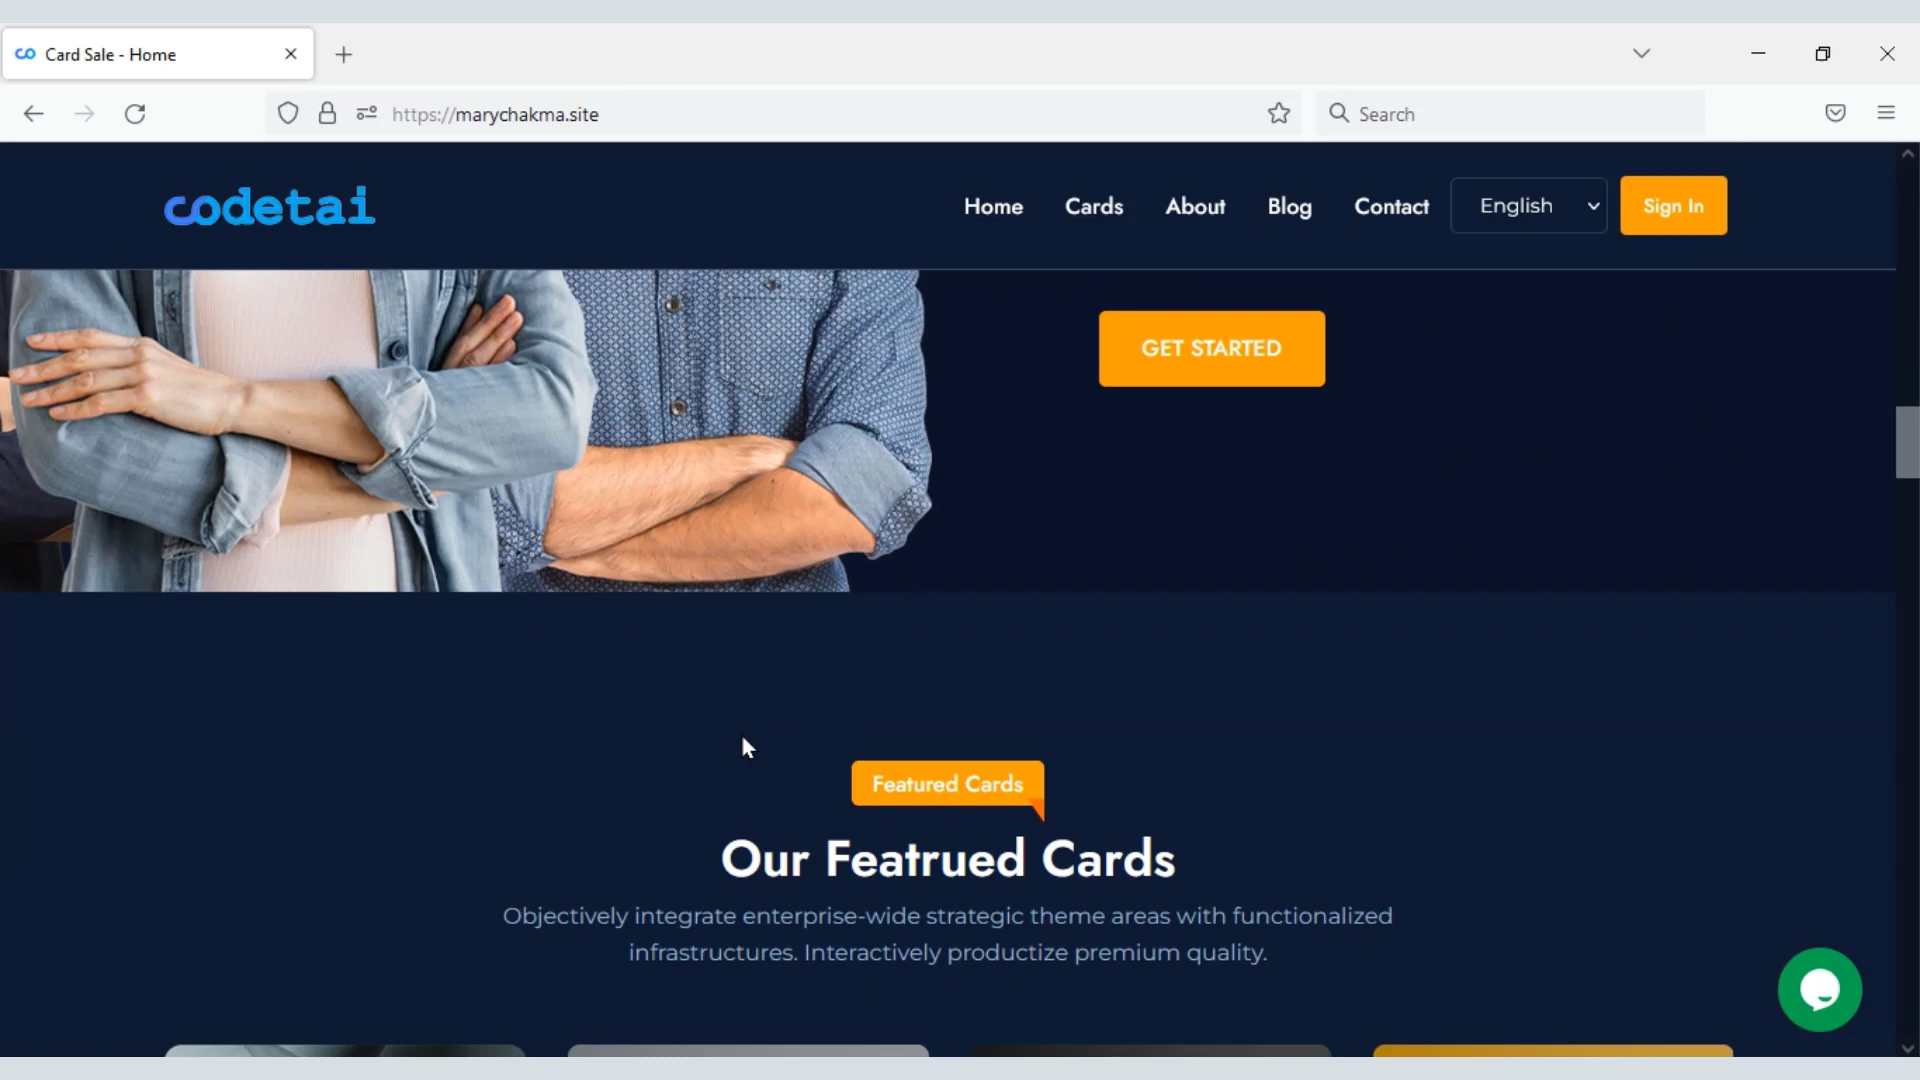 Card Sale - Home
https://marychakma.site
Search
codetai
Home
Cards
About
Blog
Contact
English
Sign In
GET STARTED
Featured Cards
Our Featrued Cards
Objectively integrate enterprise-wide strategic theme areas with functionalized
infrastructures. Interactively productize premium quality.